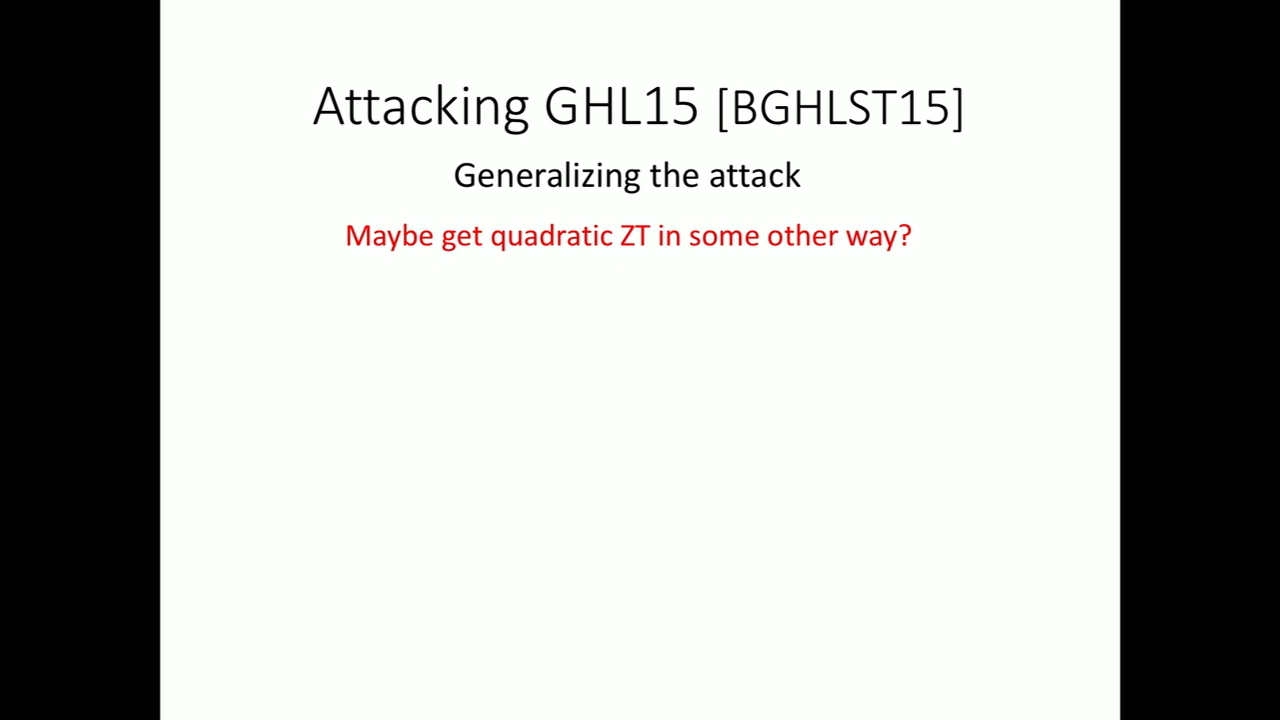 Attacking GHL15 [BGHLST15]
Generalizing the attack
Maybe get quadratic ZT in some other way?